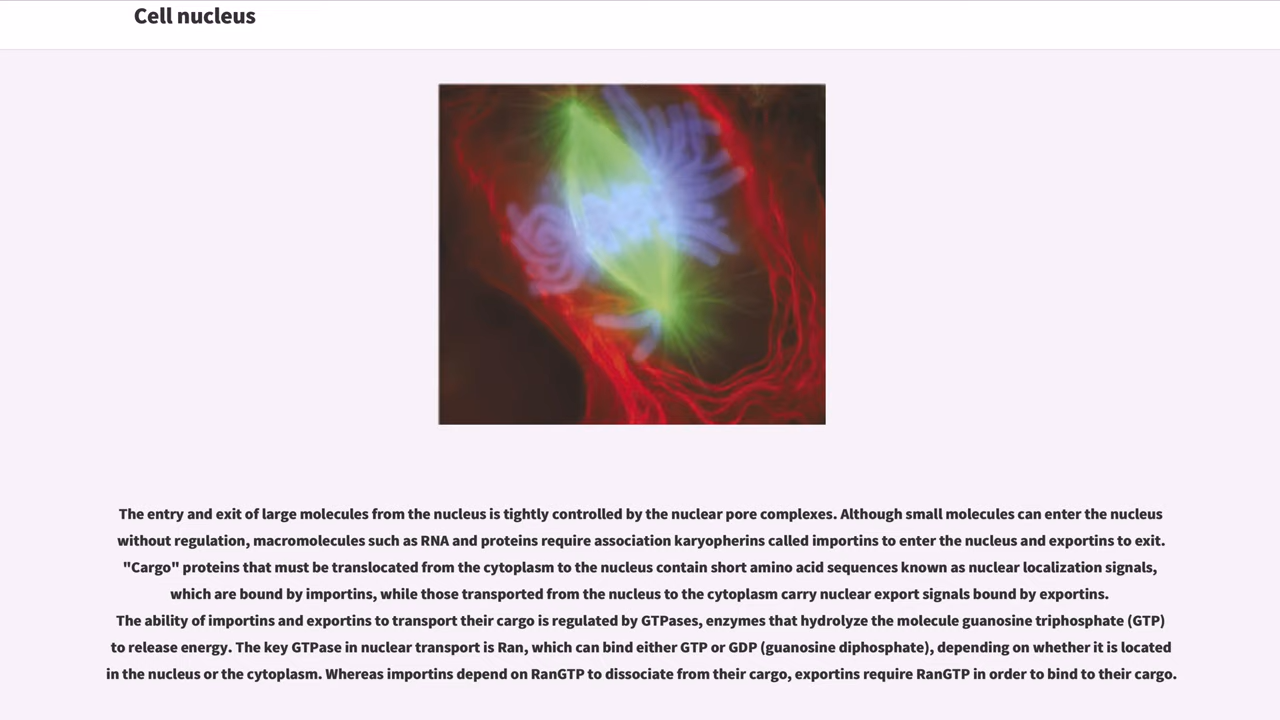 Cell nucleus
The entry and exit of large molecules from the nucleus is tightly controlled by the nuclear pore complexes. Although small molecules can enter the nucleus
without regulation, macromolecules such as RNA and proteins require association karyopherins called importins to enter the nucleus and exportins to exit.
"Cargo" proteins that must be translocated from the cytoplasm to the nucleus contain short amino acid sequences known as nuclear localization signals,
which are bound by importins, while those transported from the nucleus to the cytoplasm carry nuclear export signals bound by exportins.
The ability of importins and exportins to transport their cargo is regulated by GTPases, enzymes that hydrolyze the molecule guanosine triphosphate (GTP)
to release energy. The key GTPase in nuclear transport is Ran, which can bind either GTP or GDP (guanosine diphosphate), depending on whether it is located
in the nucleus or the cytoplasm. Whereas importins depend on RanGTP to dissociate from their cargo, exportins require RanGTP in order to bind to their cargo.